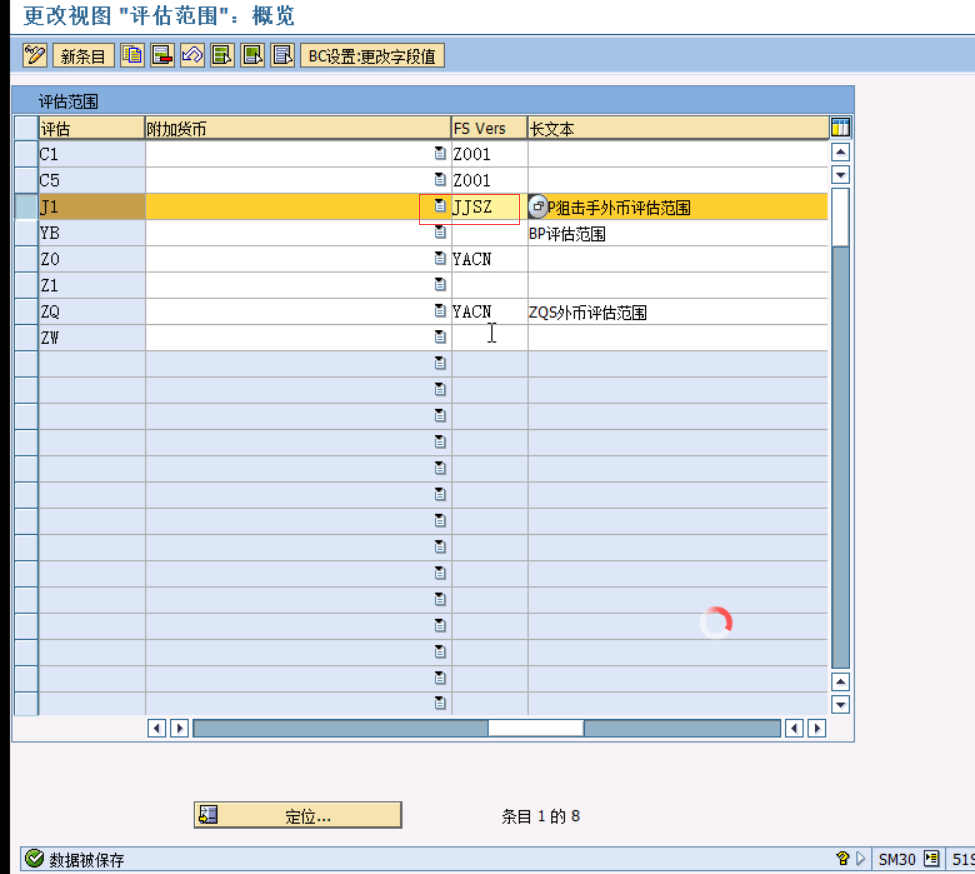 更改视图 "评估范围": 概览
新条目 BC设置:更改字段值
评估范围
评估 附加货币 FS Vers 长文本
C1 Z001
C5 Z001
J1 JJSZ P狙击手外币评估范围
YB BP评估范围
Z0 YACN
Z1
ZQ YACN ZQS外币评估范围
ZW
定位... 条目 1 的 8
数据被保存 SM30 519